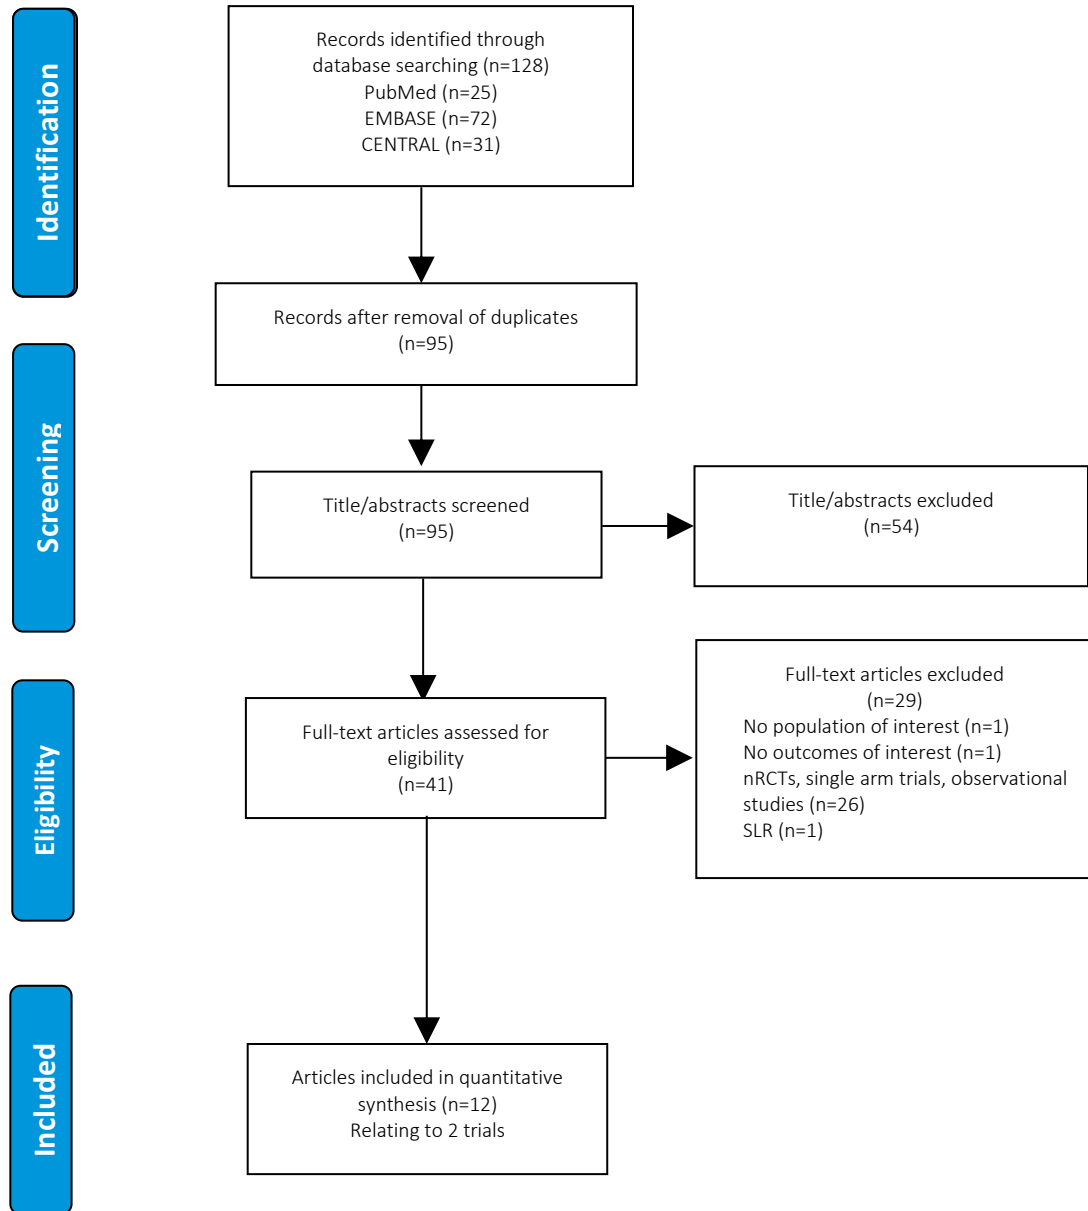 Identification
Records identified through
database searching (n=128)
PubMed (n=25)
EMBASE (n=72)
CENTRAL (n=31)
Records after removal of duplicates
(n=95)
Screening
Title/abstracts screened
(n=95)
Title/abstracts excluded
(n=54)
Eligibility
Full-text articles assessed for
eligibility
(n=41)
Full-text articles excluded
(n=29)
No population of interest (n=1)
No outcomes of interest (n=1)
nRCTs, single arm trials, observational
studies (n=26)
SLR (n=1)
Included
Articles included in quantitative
synthesis (n=12)
Relating to 2 trials